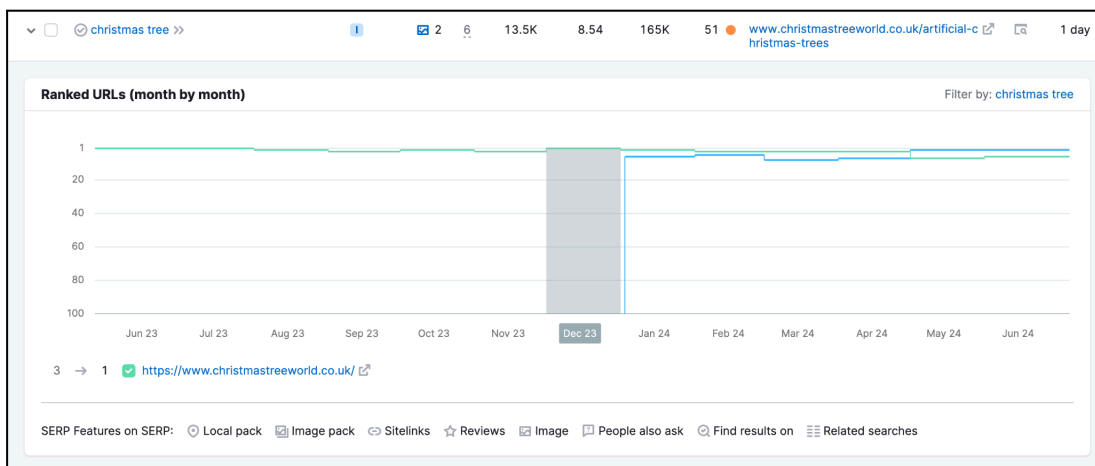 christmas tree I 2 6 13.5K 8.54 165K 51 www.christmastreeworld.co.uk/artificial-c 1 day
hristmas-trees
Ranked URLs (month by month) Filter by: christmas tree
1
20
40
60
80
100
Jun 23 Jul 23 Aug 23 Sep 23 Oct 23 Nov 23 Dec 23 Jan 24 Feb 24 Mar 24 Apr 24 May 24 Jun 24
3 → 1 https://www.christmastreeworld.co.uk/
SERP Features on SERP: Local pack Image pack Sitelinks Reviews Image People also ask Find results on Related searches